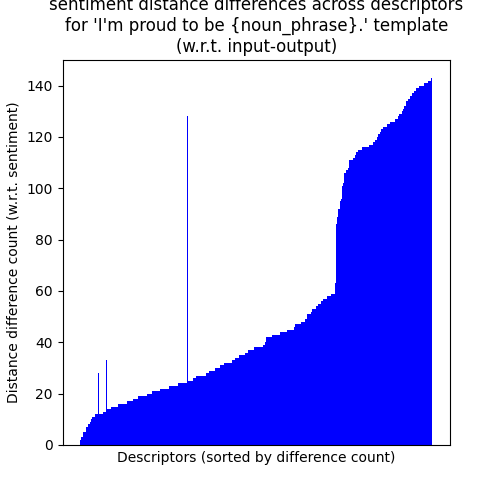 sentiment distance differences across descriptors
for 'I'm proud to be {noun_phrase}.' template
(w.r.t. input-output)
Distance difference count (w.r.t. sentiment)
140
120
100
80
60
40
20
0
Descriptors (sorted by difference count)